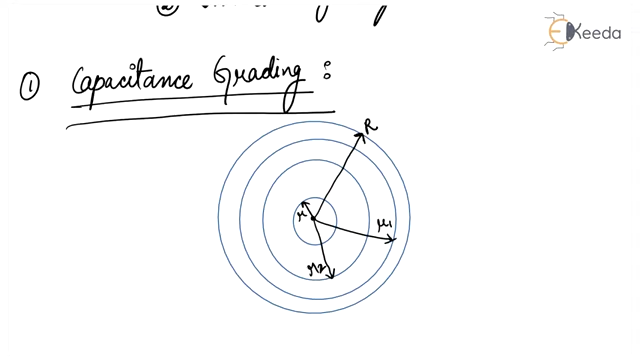 Keeda
① Capacitance Grading :
R
r
r1
r2